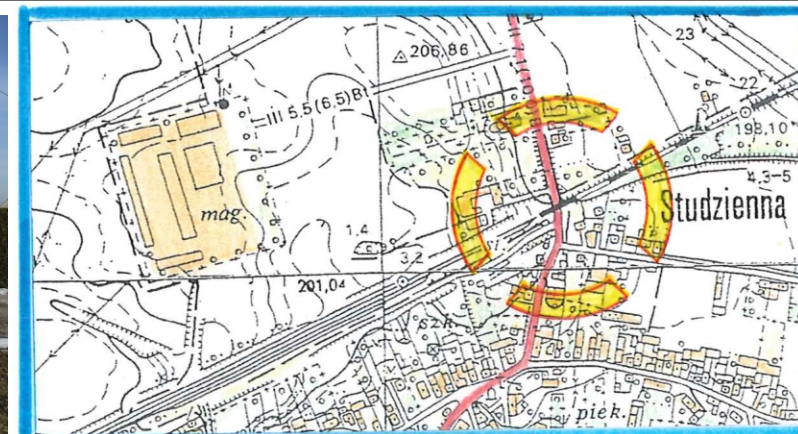 206,86
23
22
III 5,5 (6,5) B
198,10
4,3-5
mag.
Studzienna
1,4
3,2
201,04
szk.
piek.